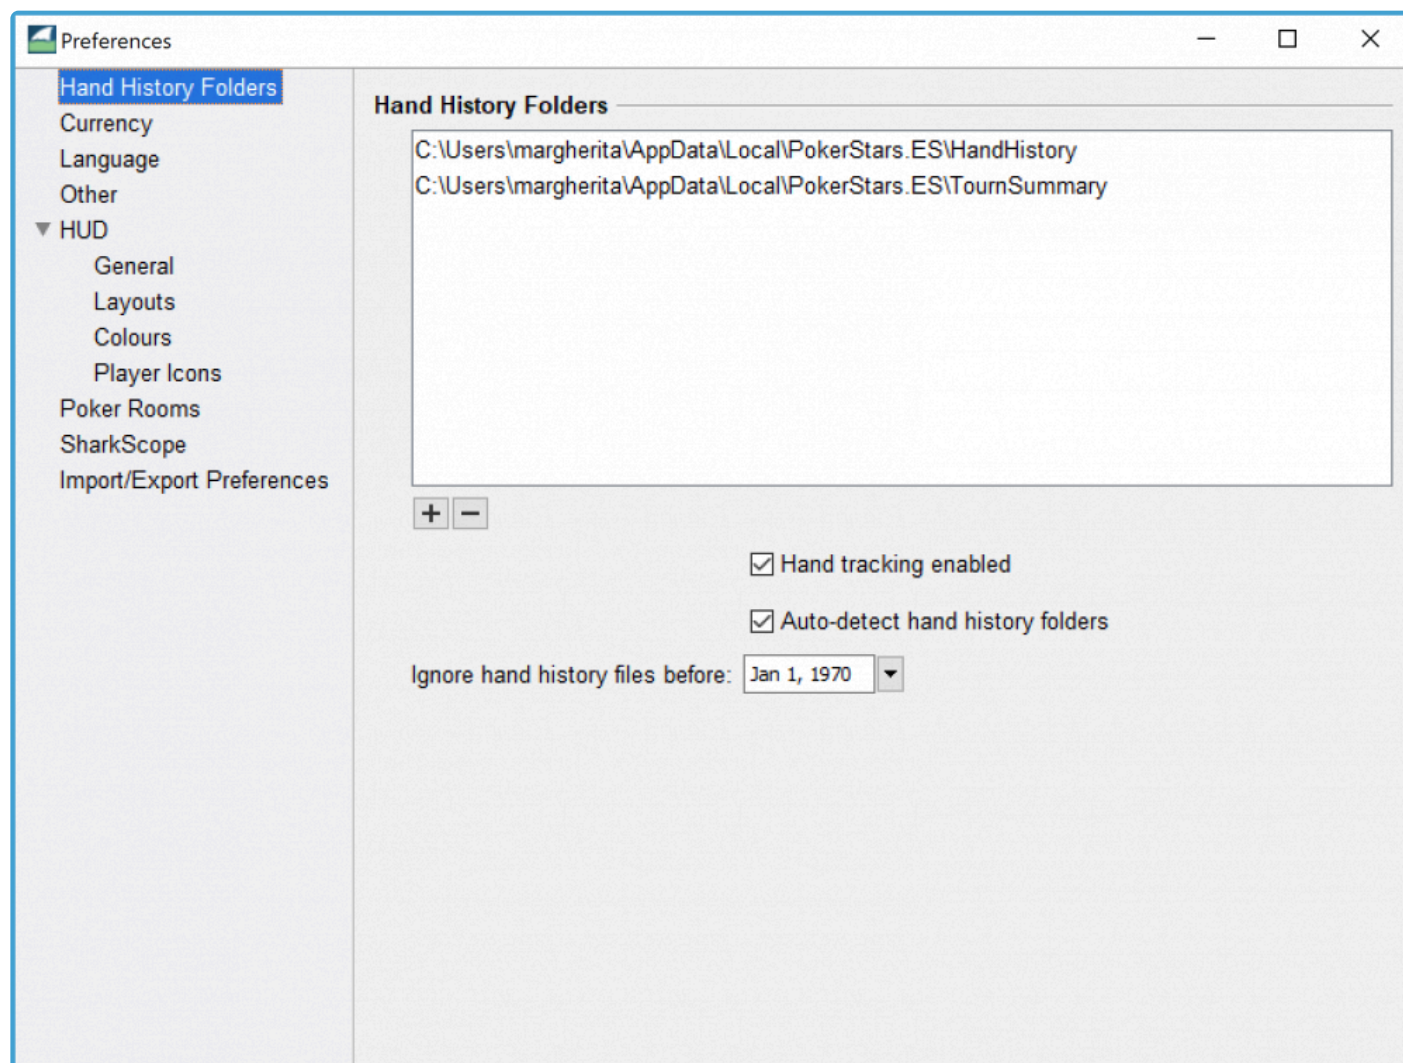 Preferences
Hand History Folders
Currency
Language
Other
HUD
General
Layouts
Colours
Player Icons
Poker Rooms
SharkScope
Import/Export Preferences
Hand History Folders
C:\Users\margherita\AppData\Local\PokerStars.ES\HandHistory
C:\Users\margherita\AppData\Local\PokerStars.ES\TournSummary
Hand tracking enabled
Auto-detect hand history folders
Ignore hand history files before: Jan 1, 1970